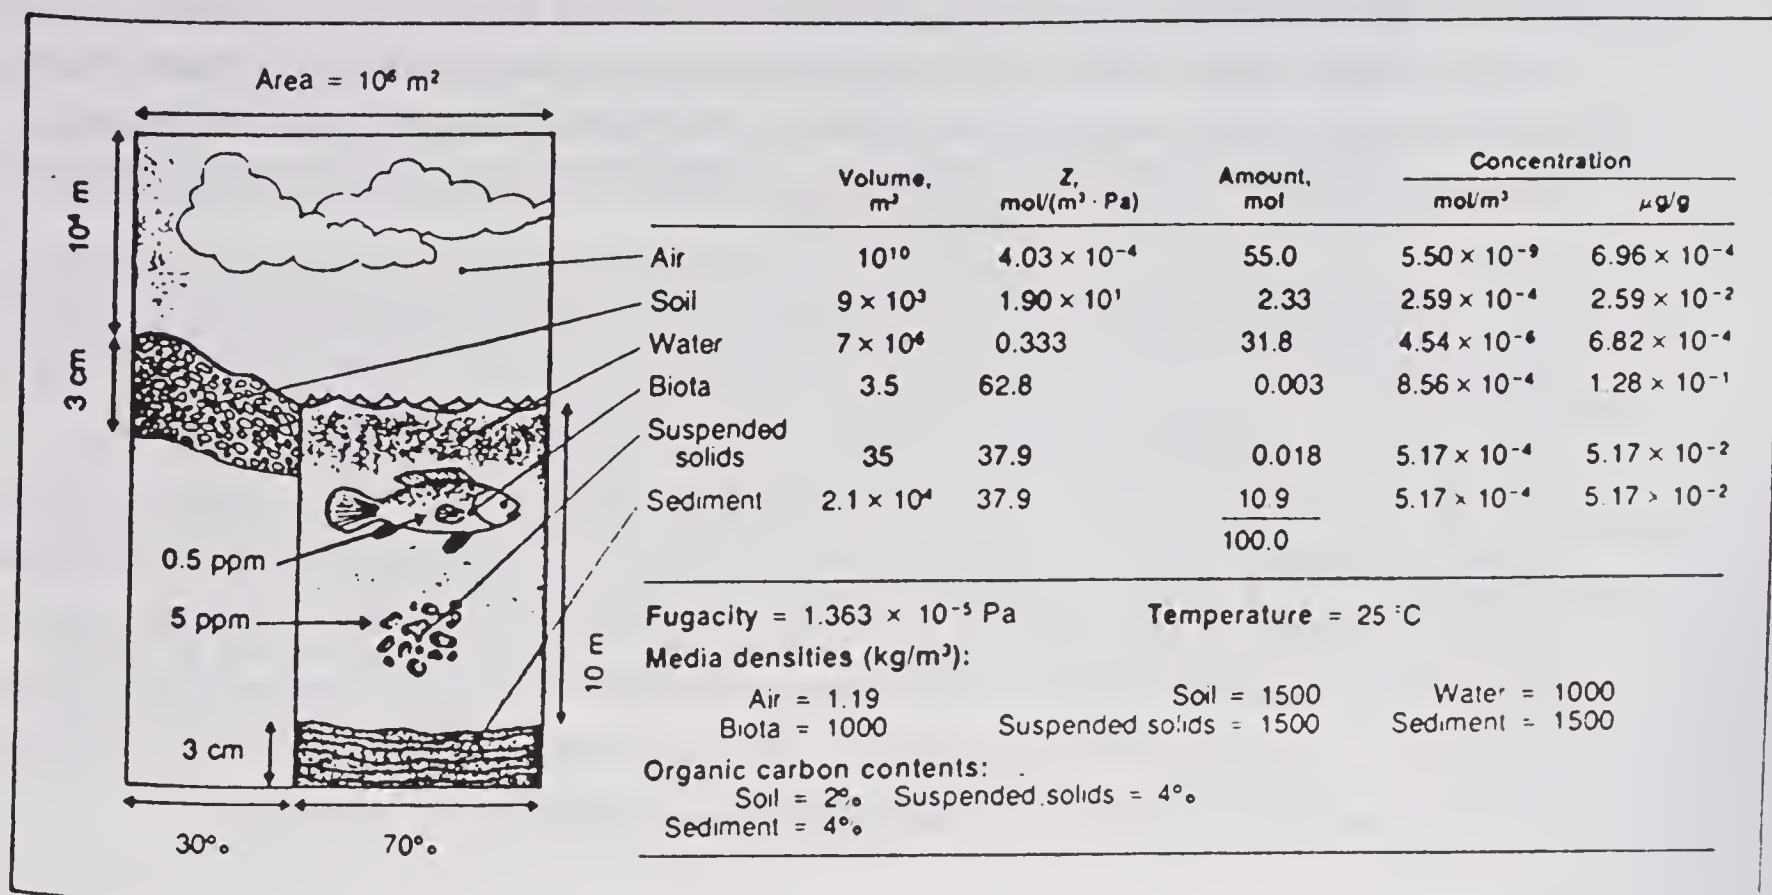 Area = 10⁶ m²
10⁴ m
3 cm
0.5 ppm
5 ppm
10 m
3 cm
30%
70%
Volume, m³ Z, mol/(m³ · Pa) Amount, mol Concentration mol/m³ μg/g
Air 10¹⁰ 4.03 × 10⁻⁴ 55.0 5.50 × 10⁻⁹ 6.96 × 10⁻⁴
Soil 9 × 10³ 1.90 × 10¹ 2.33 2.59 × 10⁻⁴ 2.59 × 10⁻²
Water 7 × 10⁶ 0.333 31.8 4.54 × 10⁻⁶ 6.82 × 10⁻⁴
Biota 3.5 62.8 0.003 8.56 × 10⁻⁴ 1.28 × 10⁻¹
Suspended
solids 35 37.9 0.018 5.17 × 10⁻⁴ 5.17 × 10⁻²
Sediment 2.1 × 10⁴ 37.9 10.9 5.17 × 10⁻⁴ 5.17 × 10⁻²
100.0
Fugacity = 1.363 × 10⁻⁵ Pa Temperature = 25 °C
Media densities (kg/m³):
Air = 1.19 Soil = 1500 Water = 1000
Biota = 1000 Suspended solids = 1500 Sediment = 1500
Organic carbon contents:
Soil = 2% Suspended solids = 4%
Sediment = 4%